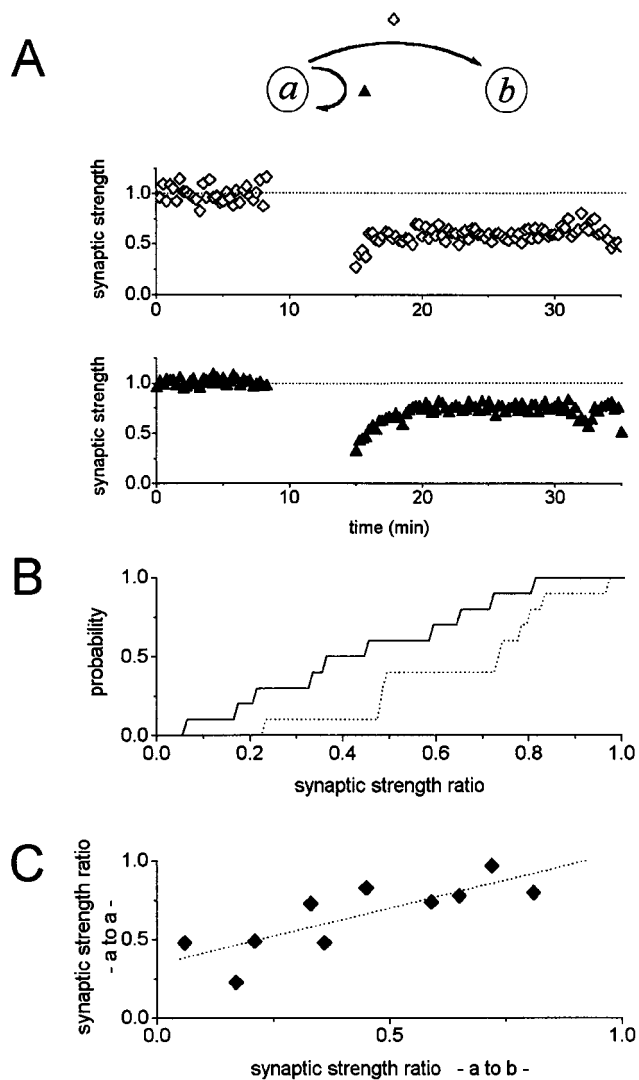 A
a
b
synaptic strength
1.0
0.5
0.0
0
10
20
30
synaptic strength
1.0
0.5
0.0
0
10
20
30
time (min)
B
probability
1.0
0.5
0.0
0.0
0.2
0.4
0.6
0.8
1.0
synaptic strength ratio
C
synaptic strength ratio
- a to a -
1.0
0.5
0.0
0.0
0.5
1.0
synaptic strength ratio - a to b -